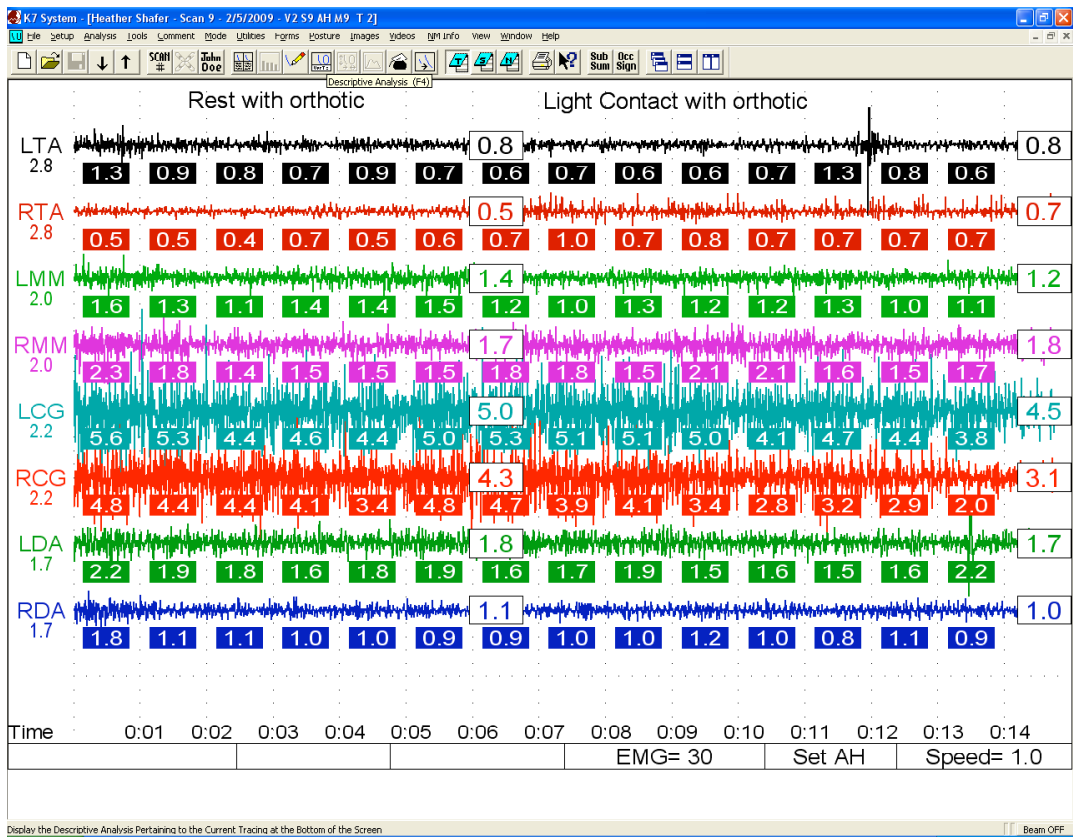 K7 System - [Heather Shafer - Scan 9 - 2/5/2009 - V2 S9 AH M9 T 2]
File Setup Analysis Tools Comment Mode Utilities Forms Posture Images Videos NM Info View Window Help
SCAN # John Doe Sub Sum Occ Sign
Descriptive Analysis (F4)
Rest with orthotic Light Contact with orthotic
LTA 0.8 0.8
2.8 1.3 0.9 0.8 0.7 0.9 0.7 0.6 0.7 0.6 0.6 0.7 1.3 0.8 0.6
RTA 0.5 0.7
2.8 0.5 0.5 0.4 0.7 0.5 0.6 0.7 1.0 0.7 0.8 0.7 0.7 0.7 0.7
LMM 1.4 1.2
2.0 1.6 1.3 1.1 1.4 1.4 1.5 1.2 1.0 1.3 1.2 1.2 1.3 1.0 1.1
RMM 1.7 1.8
2.0 2.3 1.8 1.4 1.5 1.5 1.5 1.8 1.8 1.5 2.1 2.1 1.6 1.5 1.7
LCG 5.0 4.5
2.2 5.6 5.3 4.4 4.6 4.4 5.0 5.3 5.1 5.1 5.0 4.1 4.7 4.4 3.8
RCG 4.3 3.1
2.2 4.8 4.4 4.4 4.1 3.4 4.8 4.7 3.9 4.1 3.4 2.8 3.2 2.9 2.0
LDA 1.8 1.7
1.7 2.2 1.9 1.8 1.6 1.8 1.9 1.6 1.7 1.9 1.5 1.6 1.5 1.6 2.2
RDA 1.1 1.0
1.7 1.8 1.1 1.1 1.0 1.0 0.9 0.9 1.0 1.0 1.2 1.0 0.8 1.1 0.9
Time 0:01 0:02 0:03 0:04 0:05 0:06 0:07 0:08 0:09 0:10 0:11 0:12 0:13 0:14
EMG= 30 Set AH Speed= 1.0
Display the Descriptive Analysis Pertaining to the Current Tracing at the Bottom of the Screen Beam OFF